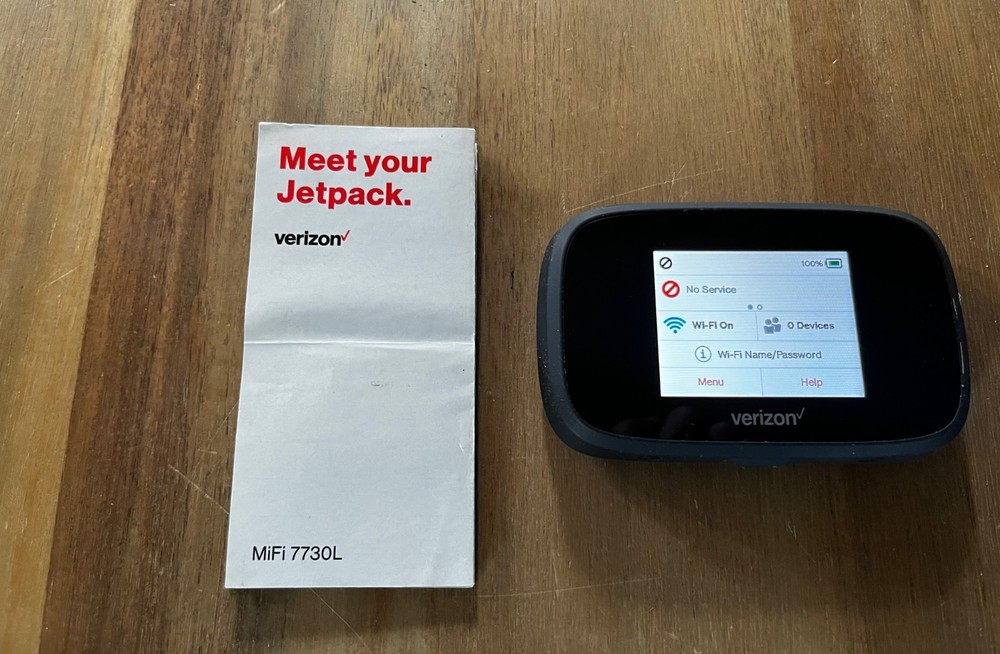 Meet your
Jetpack.
verizon
MiFi 7730L
100%
No Service
Wi-Fi On
0 Devices
Wi-Fi Name/Password
Menu
Help
verizon